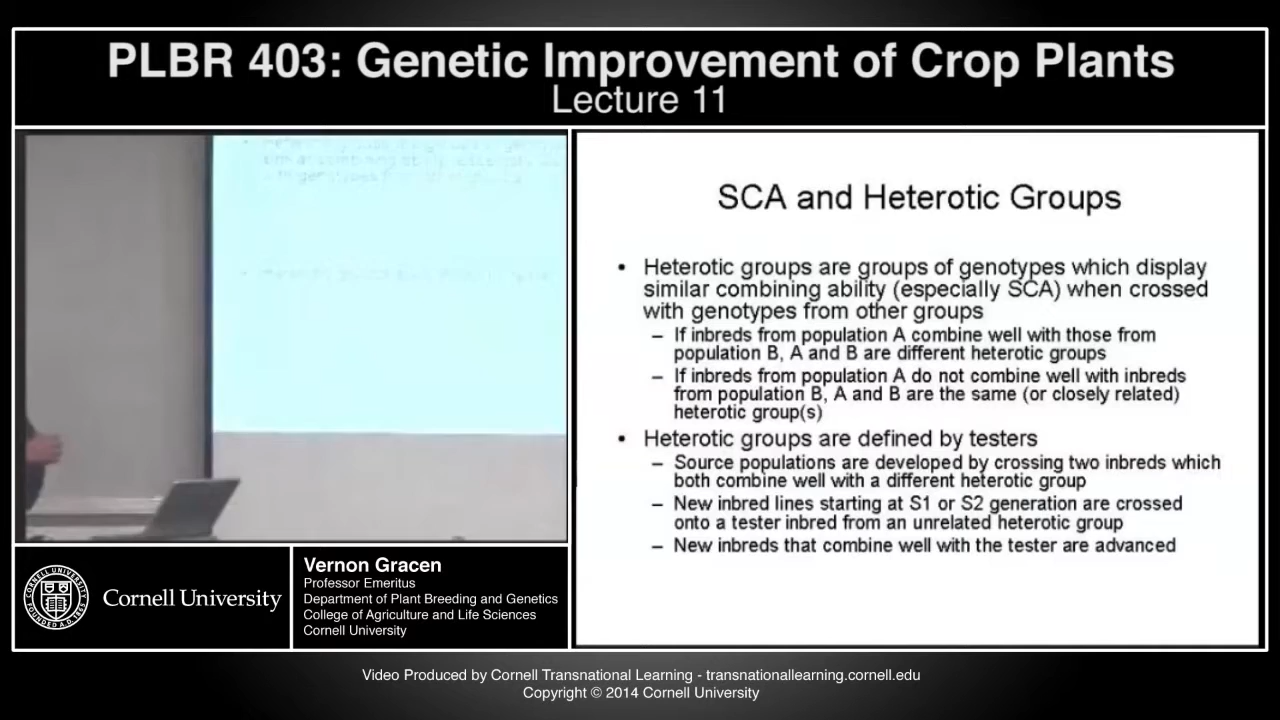 PLBR 403: Genetic Improvement of Crop Plants
Lecture 11
SCA and Heterotic Groups
• Heterotic groups are groups of genotypes which display
similar combining ability (especially SCA) when crossed
with genotypes from other groups
– If inbreds from population A combine well with those from
population B, A and B are different heterotic groups
– If inbreds from population A do not combine well with inbreds
from population B, A and B are the same (or closely related)
heterotic group(s)
• Heterotic groups are defined by testers
– Source populations are developed by crossing two inbreds which
both combine well with a different heterotic group
– New inbred lines starting at S1 or S2 generation are crossed
onto a tester inbred from an unrelated heterotic group
– New inbreds that combine well with the tester are advanced
Cornell University
Vernon Gracen
Professor Emeritus
Department of Plant Breeding and Genetics
College of Agriculture and Life Sciences
Cornell University
Video Produced by Cornell Transnational Learning - transnationallearning.cornell.edu
Copyright © 2014 Cornell University